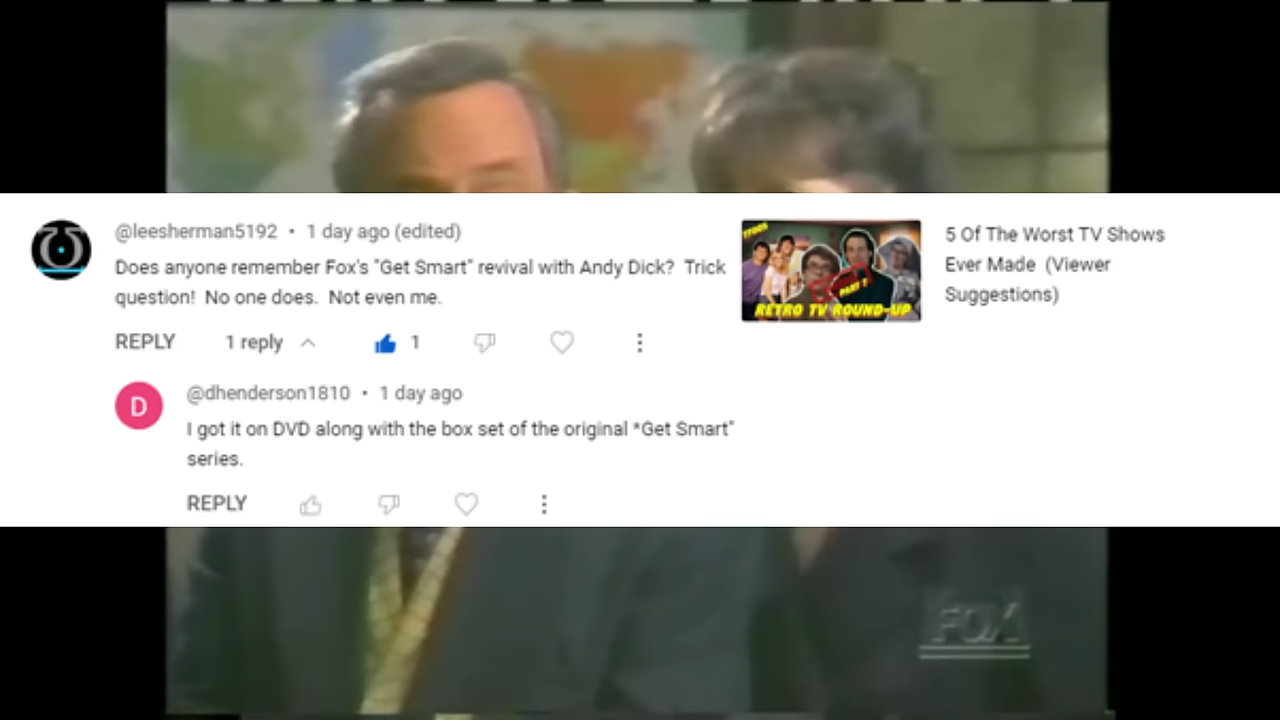 @leesherman5192 • 1 day ago (edited)
Does anyone remember Fox's "Get Smart" revival with Andy Dick? Trick
question! No one does. Not even me.
REPLY 1 reply 1
5 Of The Worst TV Shows
Ever Made (Viewer
Suggestions)
PART 1
RETRO TV ROUND-UP
D
@dhenderson1810 • 1 day ago
I got it on DVD along with the box set of the original *Get Smart"
series.
REPLY
FOX